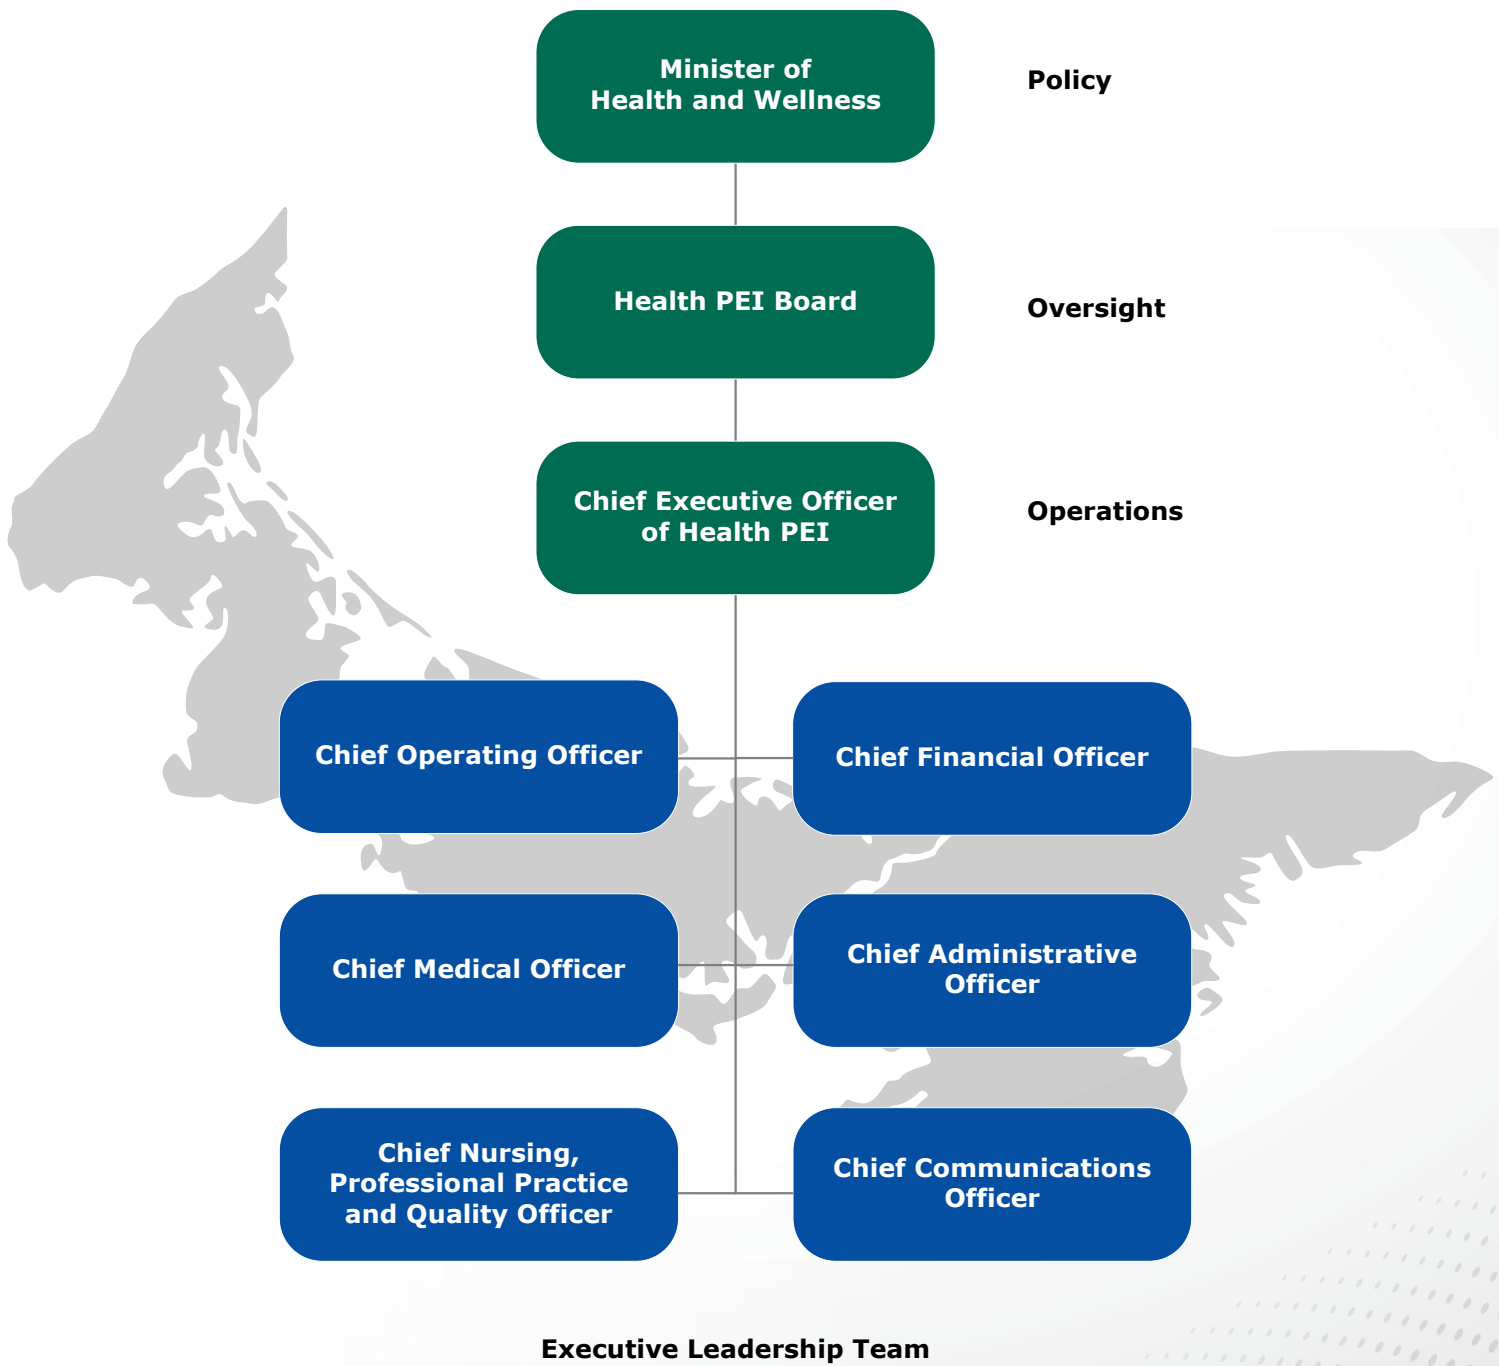 Minister of
Health and Wellness
Policy
Health PEI Board
Oversight
Chief Executive Officer
of Health PEI
Operations
Chief Operating Officer
Chief Financial Officer
Chief Medical Officer
Chief Administrative
Officer
Chief Nursing,
Professional Practice
and Quality Officer
Chief Communications
Officer
Executive Leadership Team